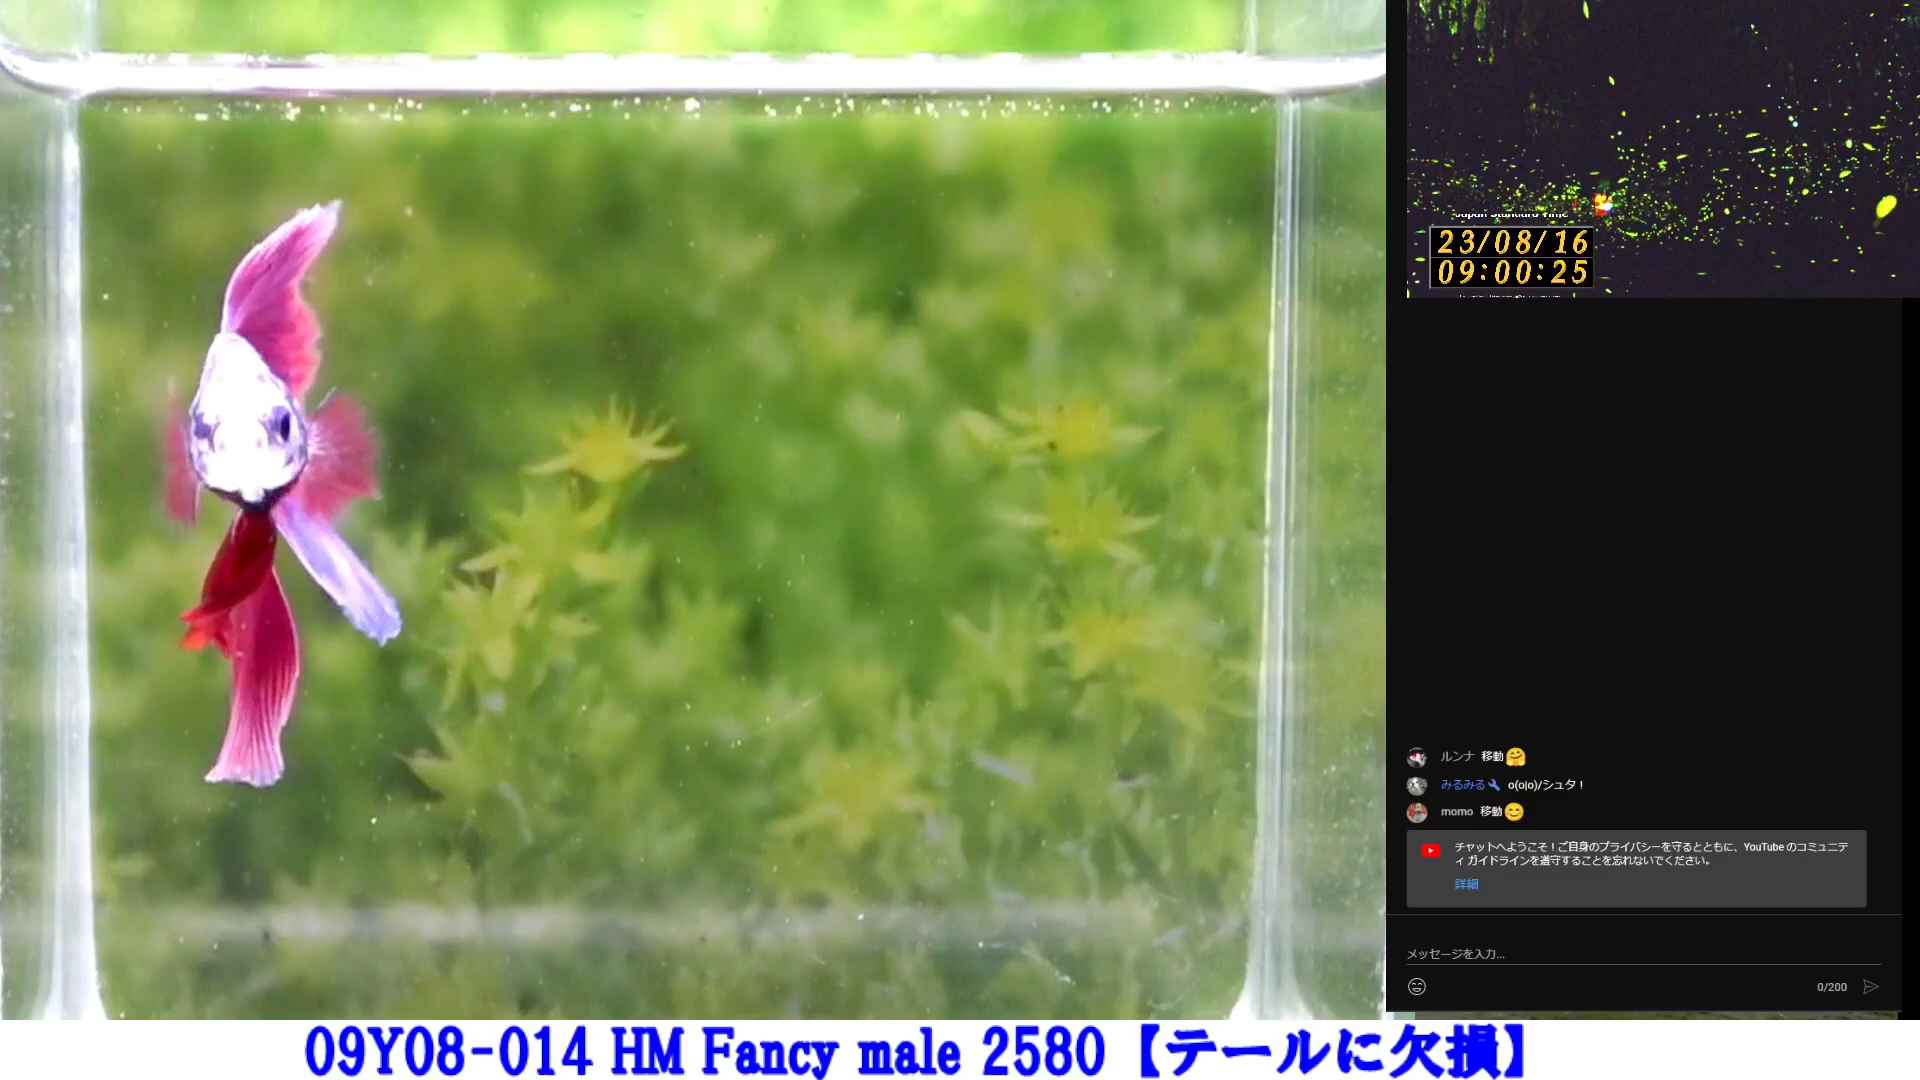 23/08/16
09:00:25
ルンナ 移動🤗
みるみる🔧 o(o|o)/シュタ！
momo 移動😊
チャットへようこそ！ご自身のプライバシーを守るとともに、YouTube のコミュニテ
ィ ガイドラインを遵守することを忘れないでください。
詳細
メッセージを入力...
0/200
09Y08-014 HM Fancy male 2580【テールに欠損】